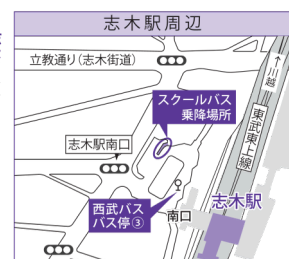 志木駅周辺
立教通り(志木街道)
↑川越
スクールバス
乗降場所
東武東上線
志木駅南口
西武バス
バス停③
南口
志木駅